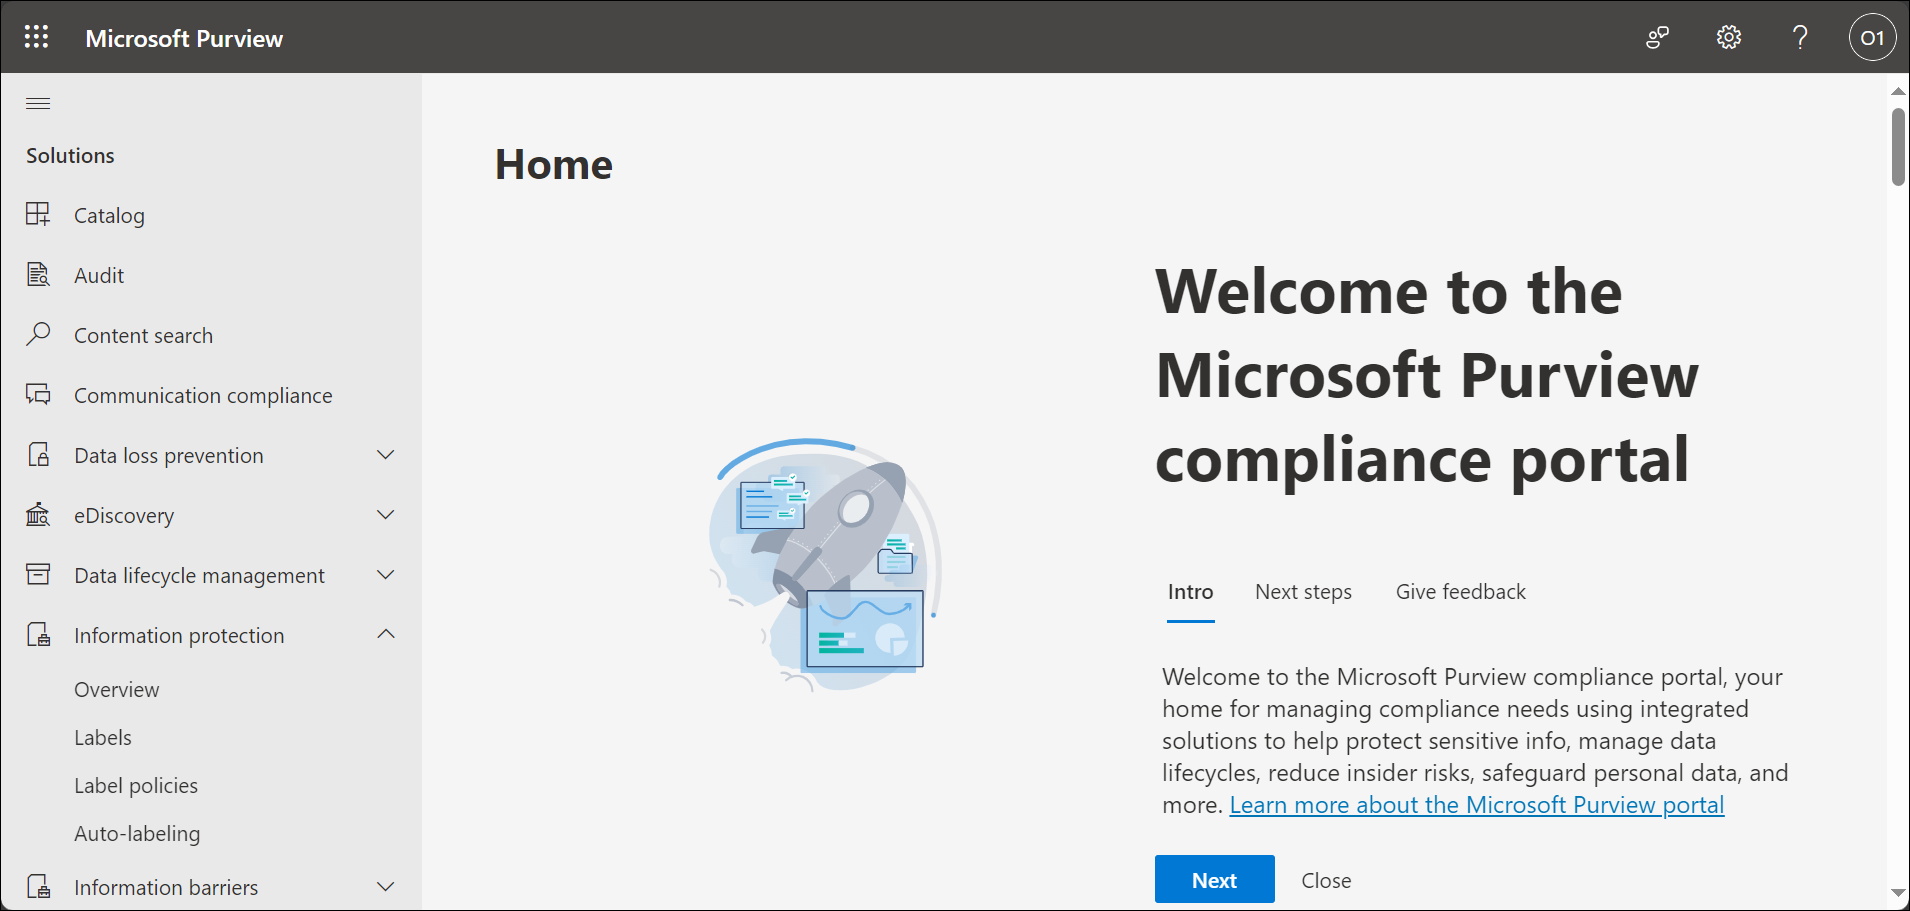 Microsoft Purview
O1
Solutions
Catalog
Audit
Content search
Communication compliance
Data loss prevention
eDiscovery
Data lifecycle management
Information protection
Overview
Labels
Label policies
Auto-labeling
Information barriers
Home
Welcome to the
Microsoft Purview
compliance portal
Intro Next steps Give feedback
Welcome to the Microsoft Purview compliance portal, your
home for managing compliance needs using integrated
solutions to help protect sensitive info, manage data
lifecycles, reduce insider risks, safeguard personal data, and
more. Learn more about the Microsoft Purview portal
Next Close